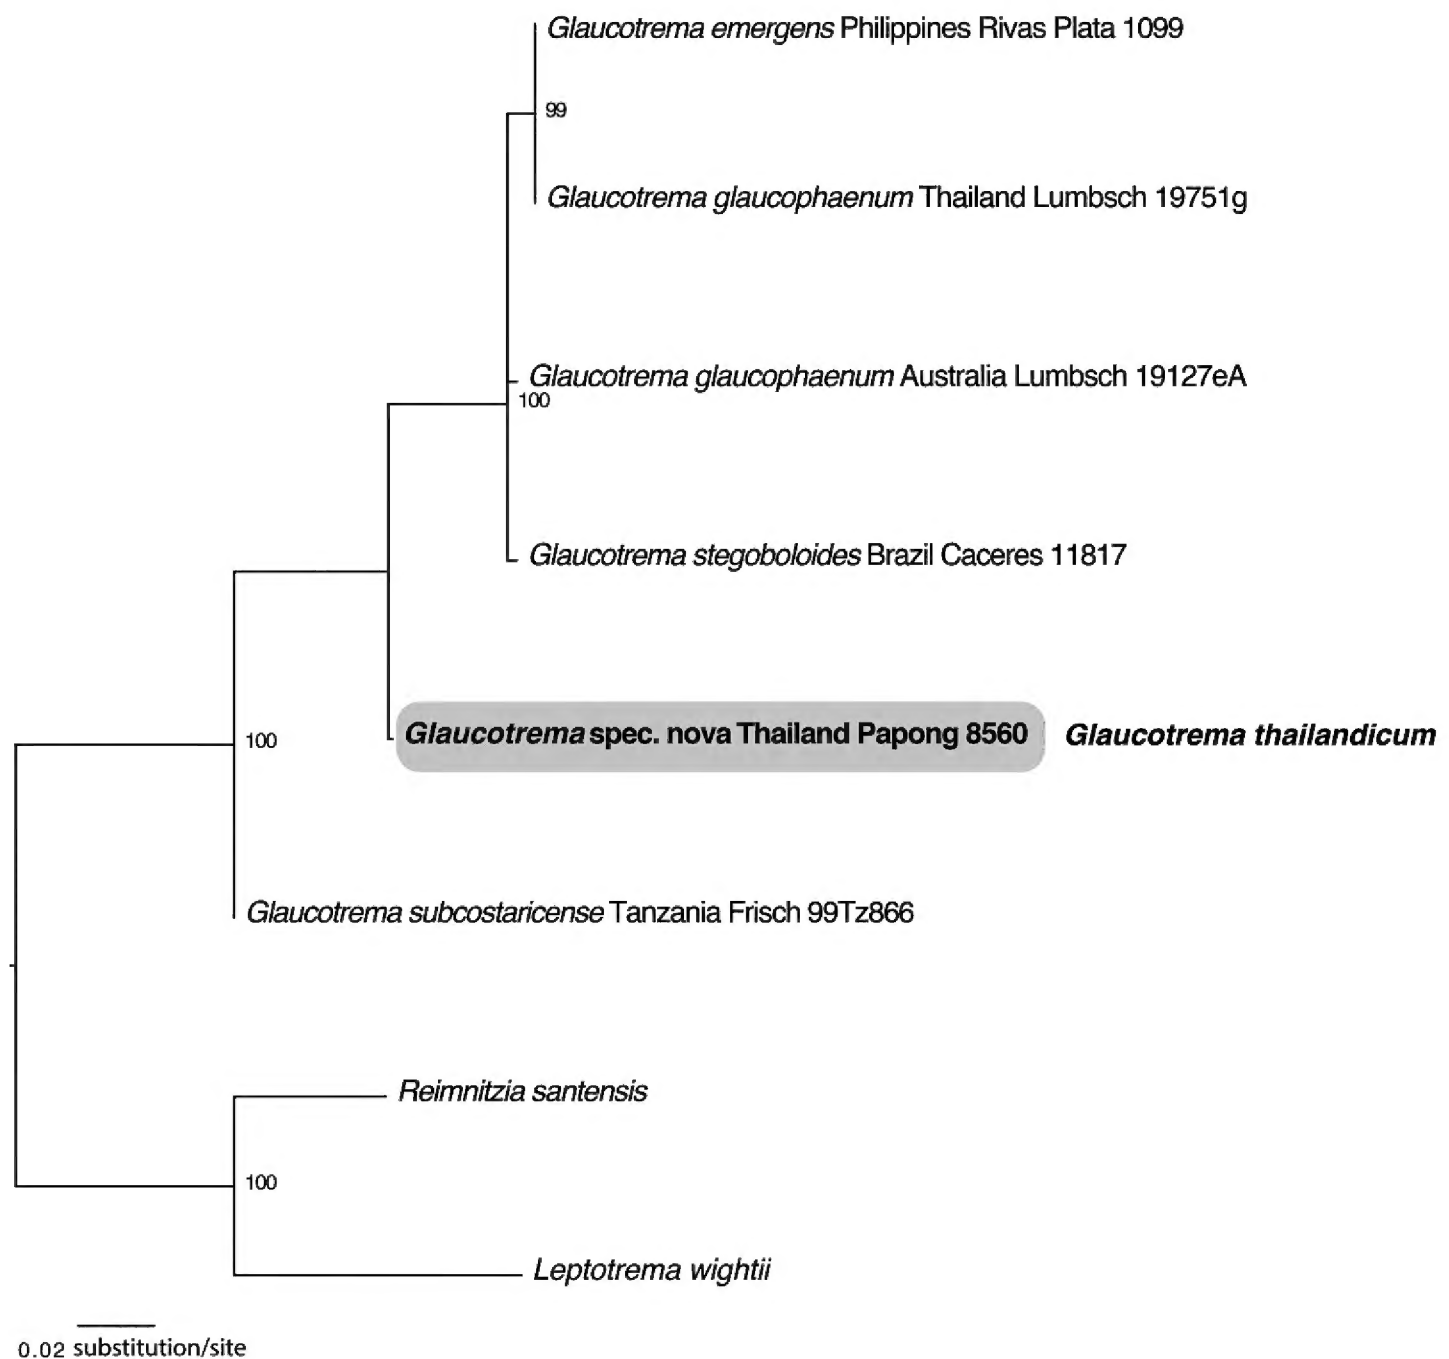 Glaucotrema emergens Philippines Rivas Plata 1099
99
Glaucotrema glaucophaenum Thailand Lumbsch 19751g
Glaucotrema glaucophaenum Australia Lumbsch 19127eA
100
Glaucotrema stegoboloides Brazil Caceres 11817
Glaucotrema spec. nova Thailand Papong 8560 Glaucotrema thailandicum
100
Glaucotrema subcostaricense Tanzania Frisch 99Tz866
Reimnitzia santensis
100
Leptotrema wightii
0.02 substitution/site